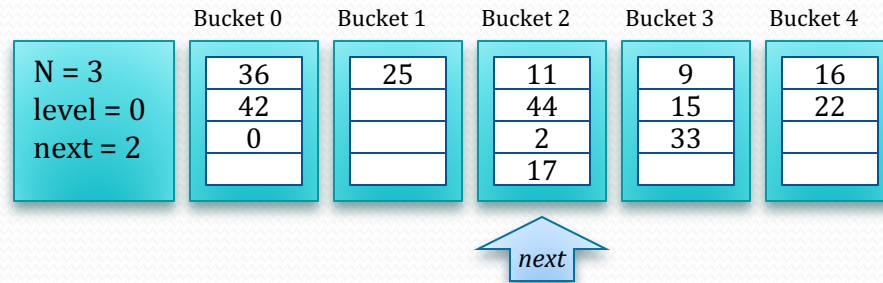 Bucket 0 Bucket 1 Bucket 2 Bucket 3 Bucket 4
N = 3
level = 0
next = 2
36 25 11 9 16
42 44 15 22
0 2 33
17
next